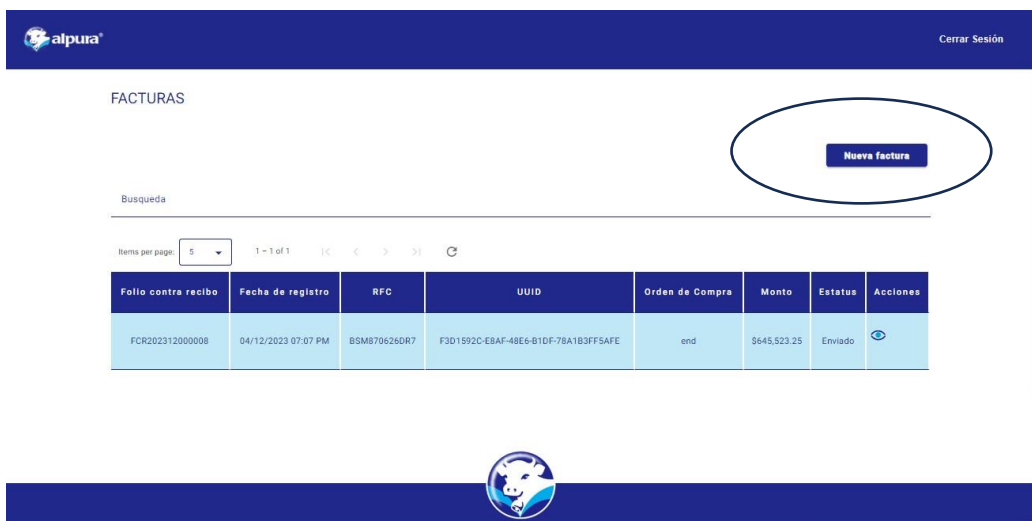 alpura®
Cerrar Sesión
FACTURAS
Nueva factura
Busqueda
Items per page: 5 1 – 1 of 1
Folio contra recibo Fecha de registro RFC UUID Orden de Compra Monto Estatus Acciones
FCR202312000008 04/12/2023 07:07 PM BSM870626DR7 F3D1592C-E8AF-48E6-B1DF-78A1B3FF5AFE end $645,523.25 Enviado